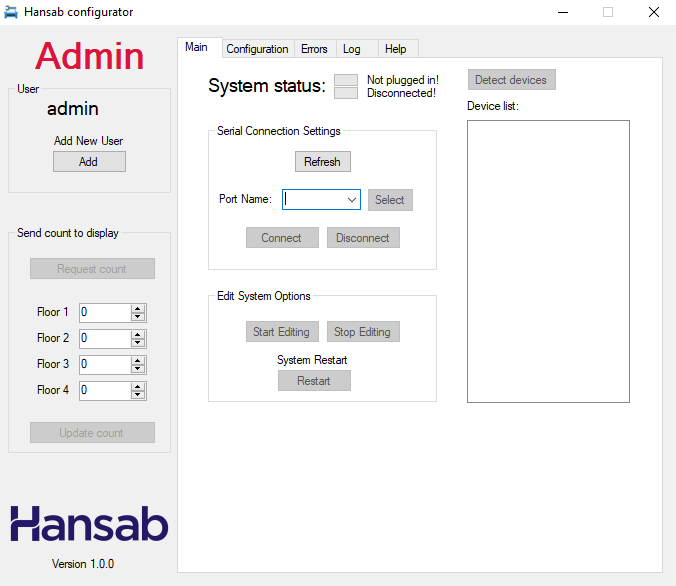 Hansab configurator
Admin
User
admin
Add New User
Add
Send count to display
Request count
Floor 1 0
Floor 2 0
Floor 3 0
Floor 4 0
Update count
Hansab
Version 1.0.0
Main Configuration Errors Log Help
System status:
Not plugged in!
Disconnected!
Serial Connection Settings
Refresh
Port Name: Select
Connect Disconnect
Edit System Options
Start Editing Stop Editing
System Restart
Restart
Detect devices
Device list: